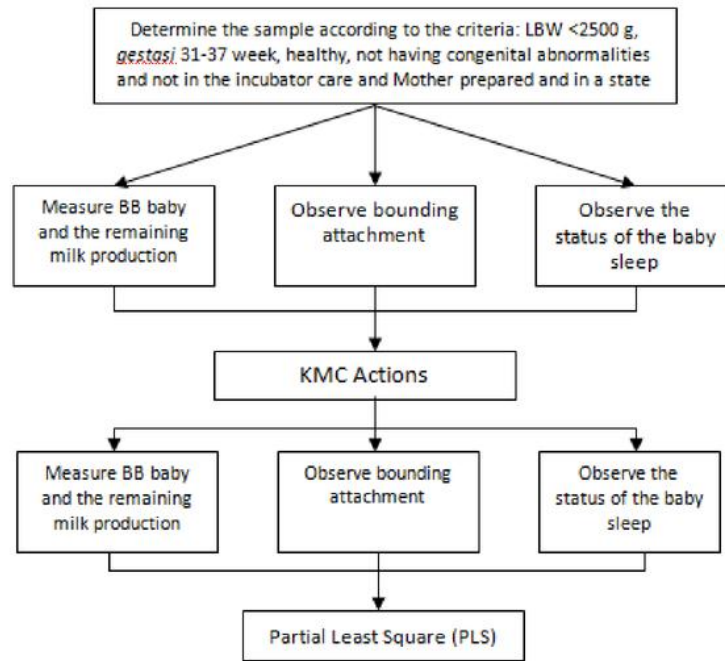 Determine the sample according to the criteria: LBW <2500 g,
gestasi 31-37 week, healthy, not having congenital abnormalities
and not in the incubator care and Mother prepared and in a state
Measure BB baby
and the remaining
milk production
Observe bounding
attachment
Observe the
status of the baby
sleep
KMC Actions
Measure BB baby
and the remaining
milk production
Observe bounding
attachment
Observe the
status of the baby
sleep
Partial Least Square (PLS)